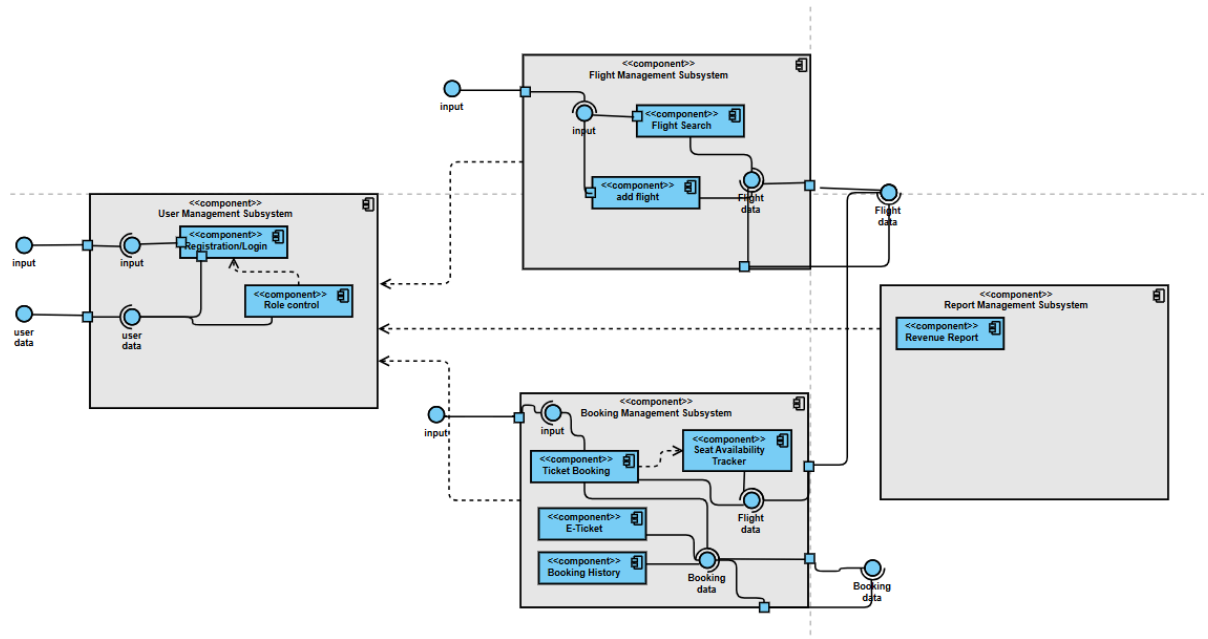 <<component>>
Flight Management Subsystem
input
input
<<component>>
Flight Search
<<component>>
add flight
Flight
data
Flight
data
<<component>>
User Management Subsystem
input
input
<<component>>
Registration/Login
<<component>>
Role control
user
data
user
data
<<component>>
Report Management Subsystem
<<component>>
Revenue Report
<<component>>
Booking Management Subsystem
input
input
<<component>>
Ticket Booking
<<component>>
Seat Availability
Tracker
Flight
data
<<component>>
E-Ticket
<<component>>
Booking History
Booking
data
Booking
data